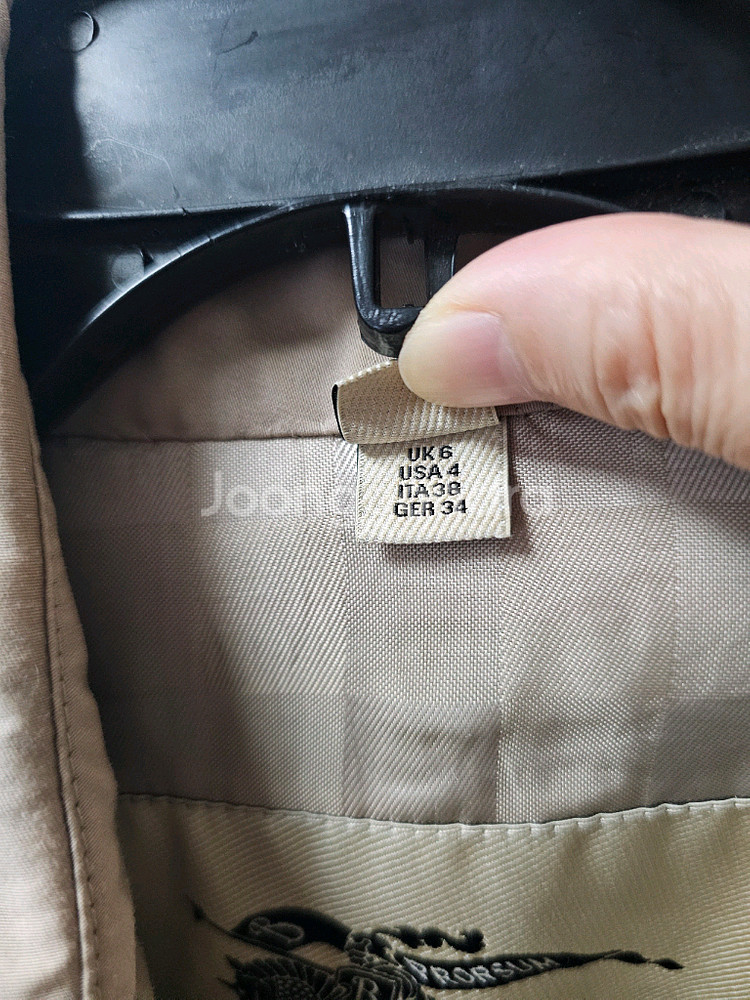 UK 6
USA 4
ITA 38
GER 34
PRORSUM